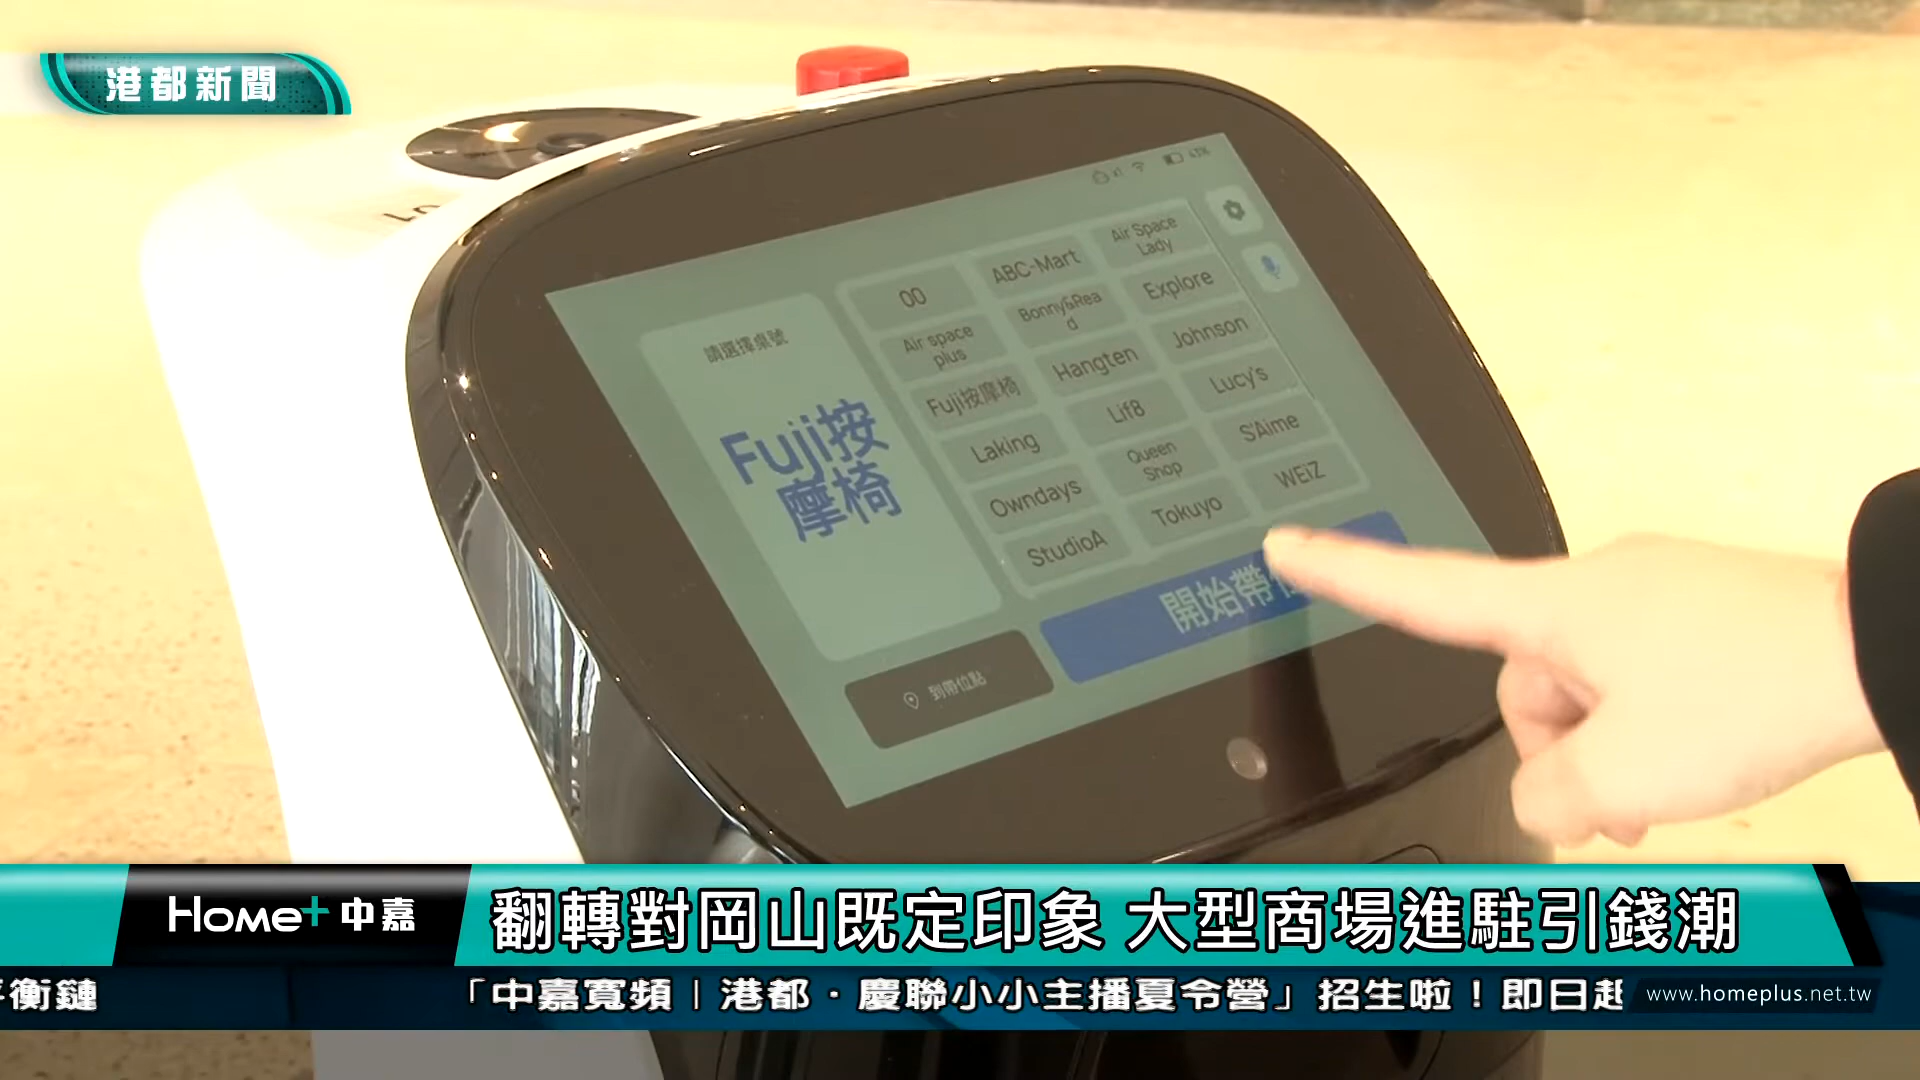 港都新聞
43%
請選擇桌號
Fuji按
摩椅
00
ABC-Mart
Air Space
Lady
Air space
plus
Bonny&Rea
d
Explore
Fuji按摩椅
Hangten
Johnson
Laking
Lif8
Lucy's
Owndays
Queen
Shop
S'Aime
StudioA
Tokuyo
WEiZ
開始帶
到帶位點
Home+中嘉
翻轉對岡山既定印象 大型商場進駐引錢潮
衡鏈
「中嘉寬頻|港都·慶聯小小主播夏令營」招生啦!即日起
www.homeplus.net.tw